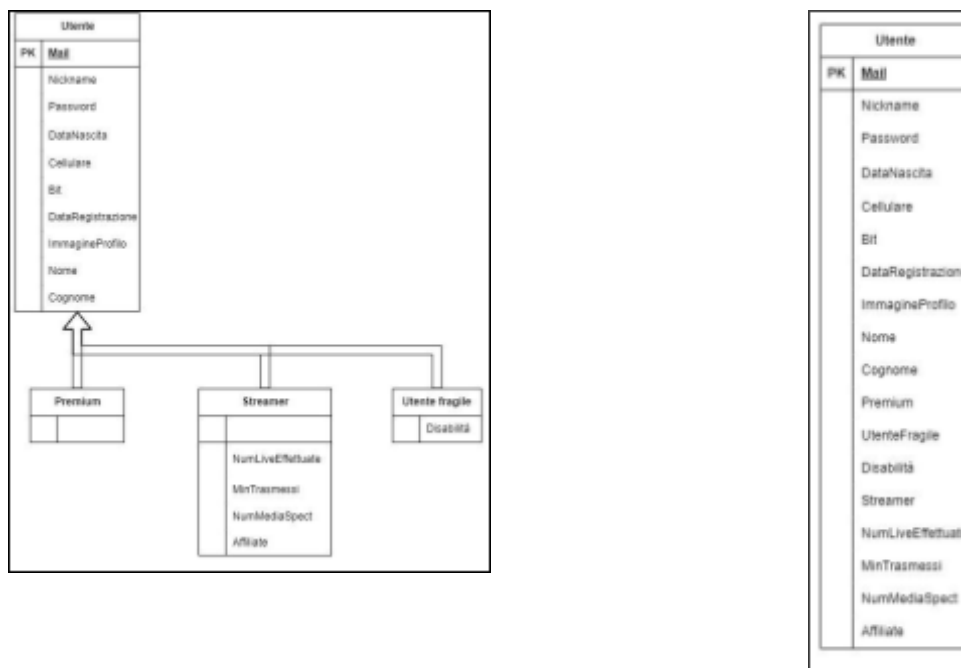 Utente
PK Mail
Nickname
Password
DataNascita
Cellulare
Bit
DataRegistrazione
ImmagineProfilo
Nome
Cognome
Premium
Streamer
NumLiveEffettuate
MinTrasmessi
NumMediaSpect
Affiliate
Utente fragile
Disabilità
Utente
PK Mail
Nickname
Password
DataNascita
Cellulare
Bit
DataRegistrazion
ImmagineProfilo
Nome
Cognome
Premium
UtenteFragile
Disabilità
Streamer
NumLiveEffettuat
MinTrasmessi
NumMediaSpect
Affiliate